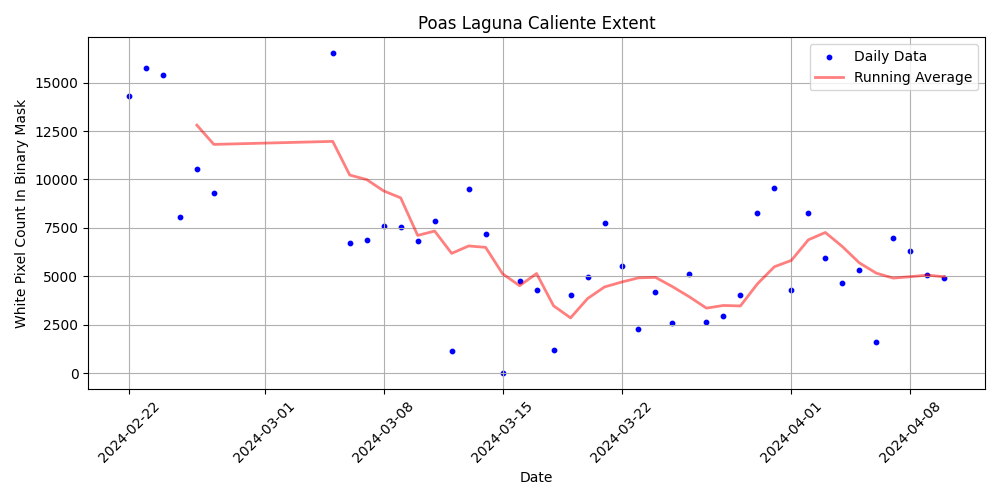 Poas Laguna Caliente Extent
Daily Data
Running Average
White Pixel Count In Binary Mask
15000
12500
10000
7500
5000
2500
0
2024-02-22
2024-03-01
2024-03-08
2024-03-15
2024-03-22
2024-04-01
2024-04-08
Date